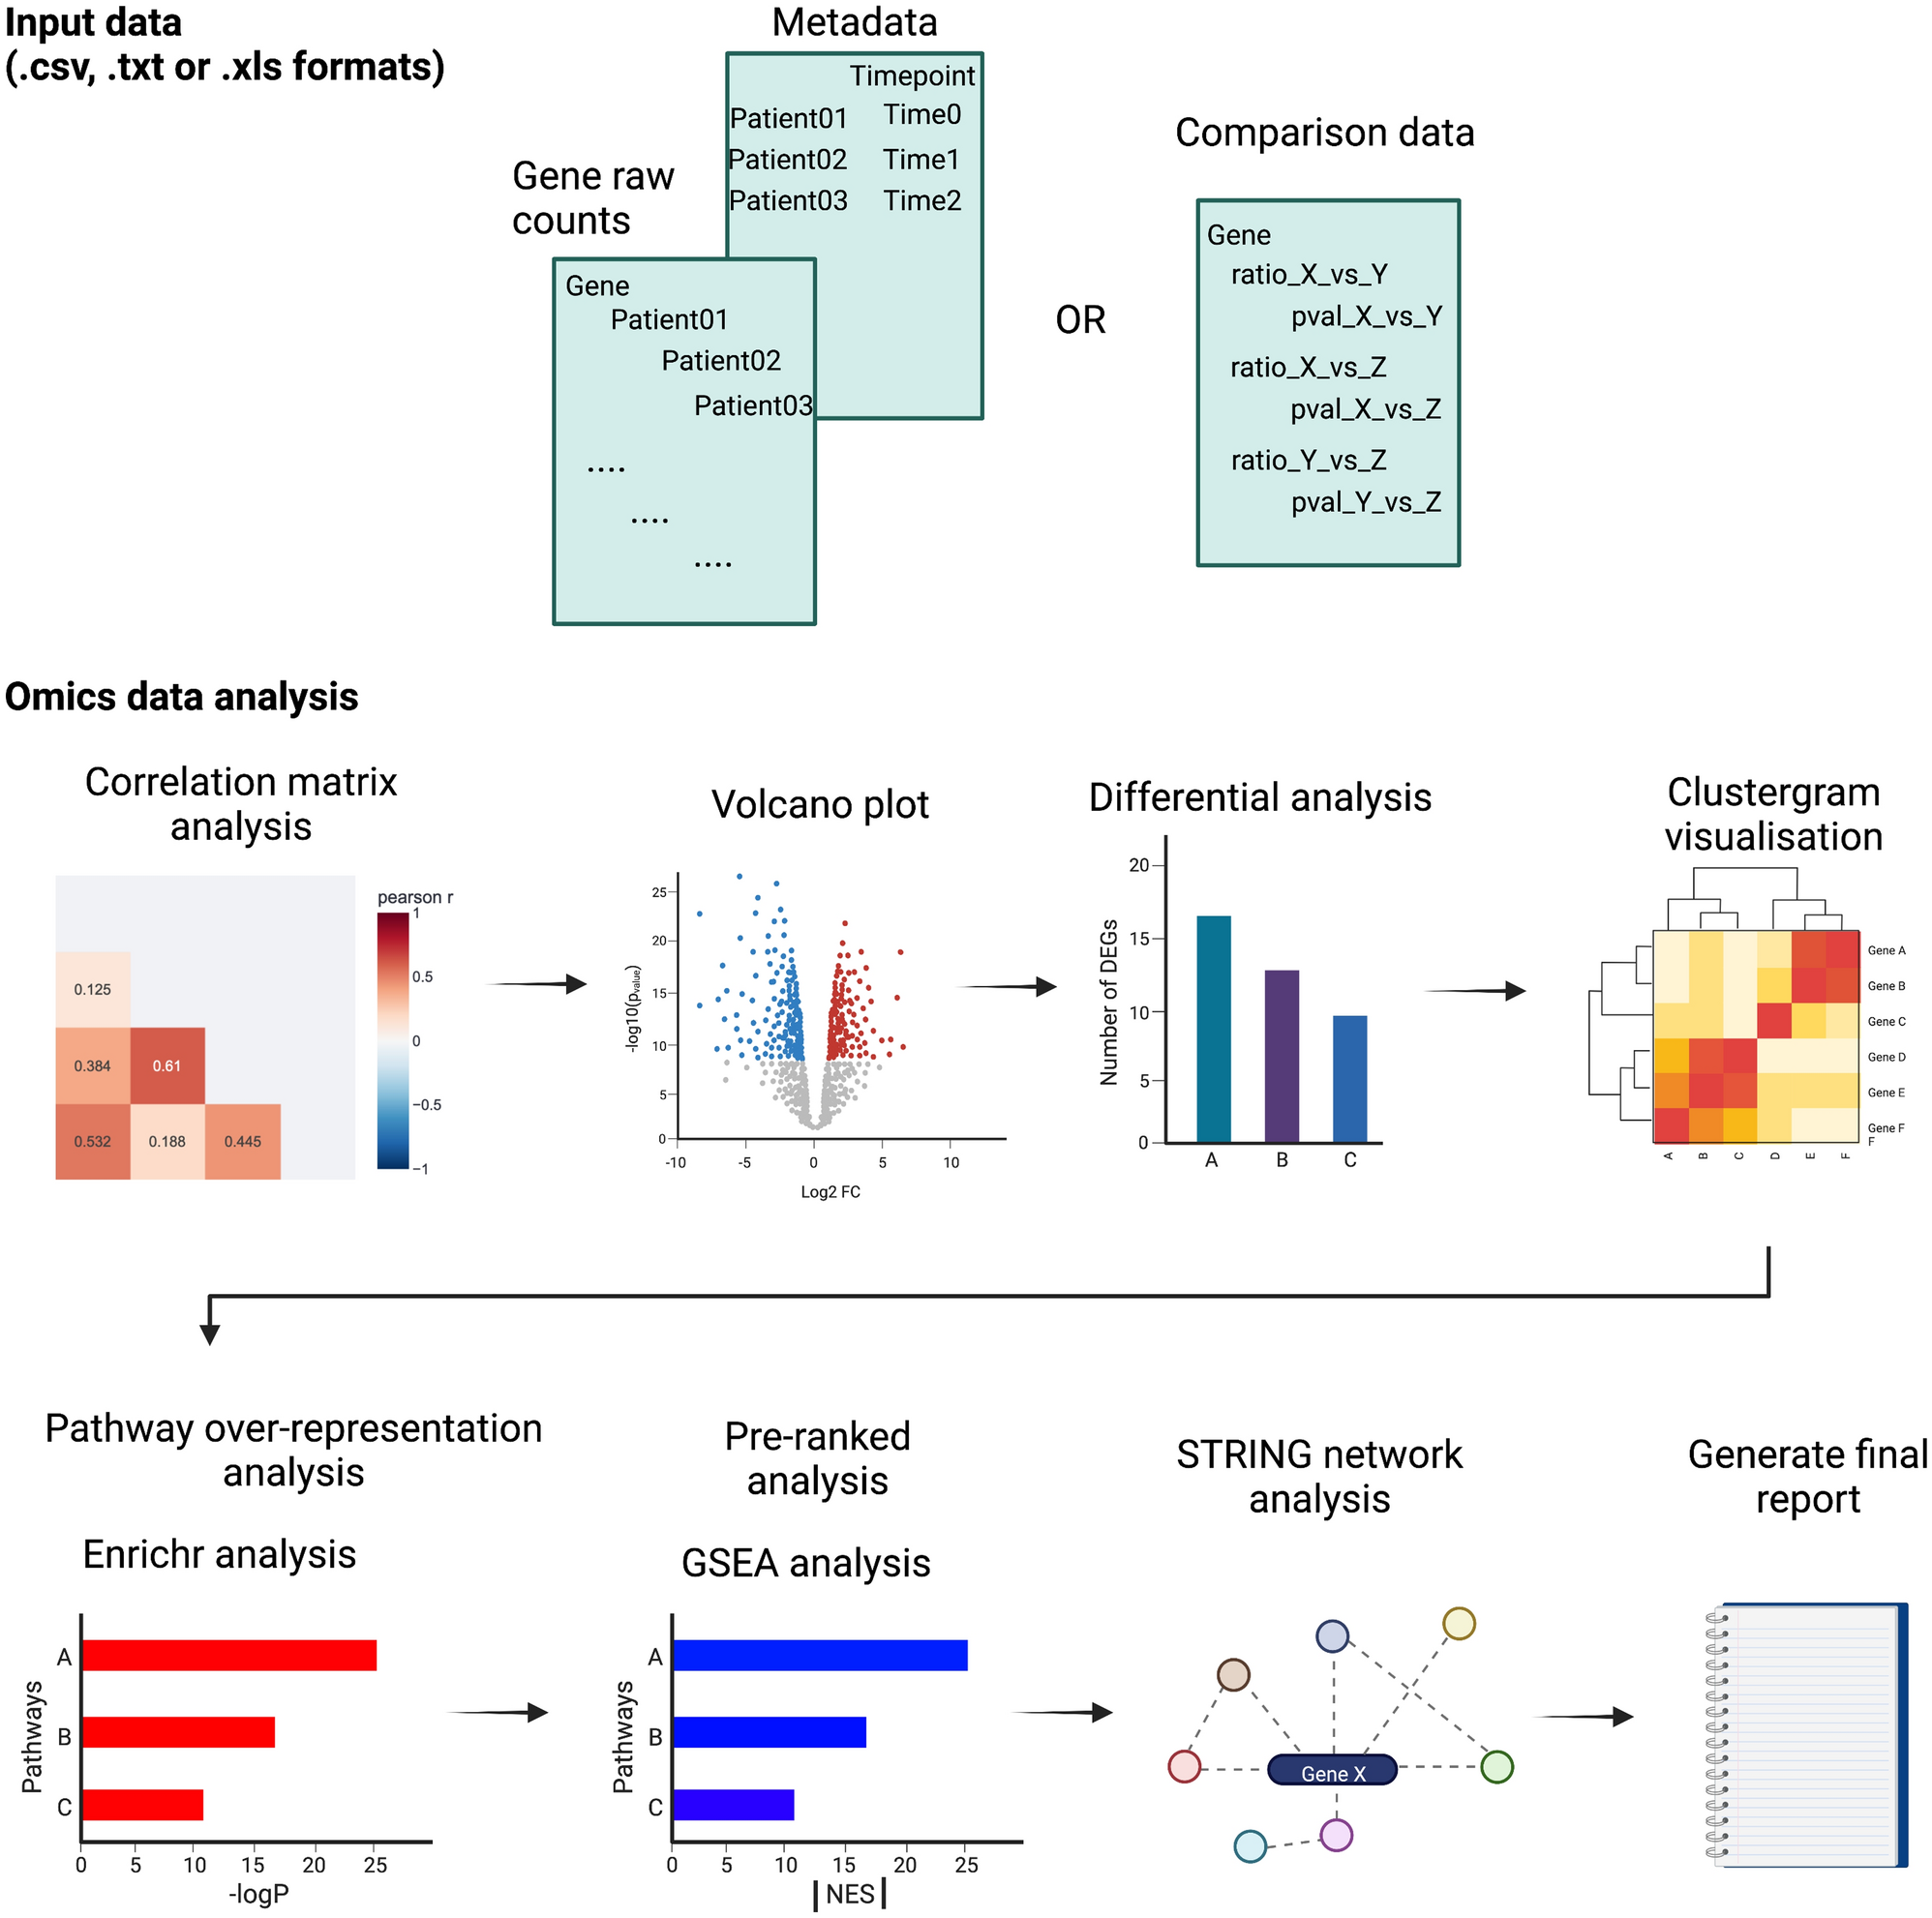 Input data
(.csv, .txt or .xls formats)
Metadata
Timepoint
Patient01 Time0
Patient02 Time1
Patient03 Time2
Gene raw
counts
Gene
Patient01
Patient02
Patient03
....
....
....
OR
Comparison data
Gene
ratio_X_vs_Y
pval_X_vs_Y
ratio_X_vs_Z
pval_X_vs_Z
ratio_Y_vs_Z
pval_Y_vs_Z
Omics data analysis
Correlation matrix
analysis
pearson r
1
0.5
0
−0.5
−1
0.125
0.384 0.61
0.532 0.188 0.445
Volcano plot
-log10(pvalue)
25
20
15
10
5
0
-10 -5 0 5 10
Log2 FC
Differential analysis
Number of DEGs
20
15
10
5
0
A B C
Clustergram
visualisation
Gene A
Gene B
Gene C
Gene D
Gene E
Gene F
F
A B C D E F
Pathway over-representation
analysis
Enrichr analysis
Pathways
A
B
C
0 5 10 15 20 25
-logP
Pre-ranked
analysis
GSEA analysis
Pathways
A
B
C
0 5 10 15 20 25
| NES |
STRING network
analysis
Gene X
Generate final
report